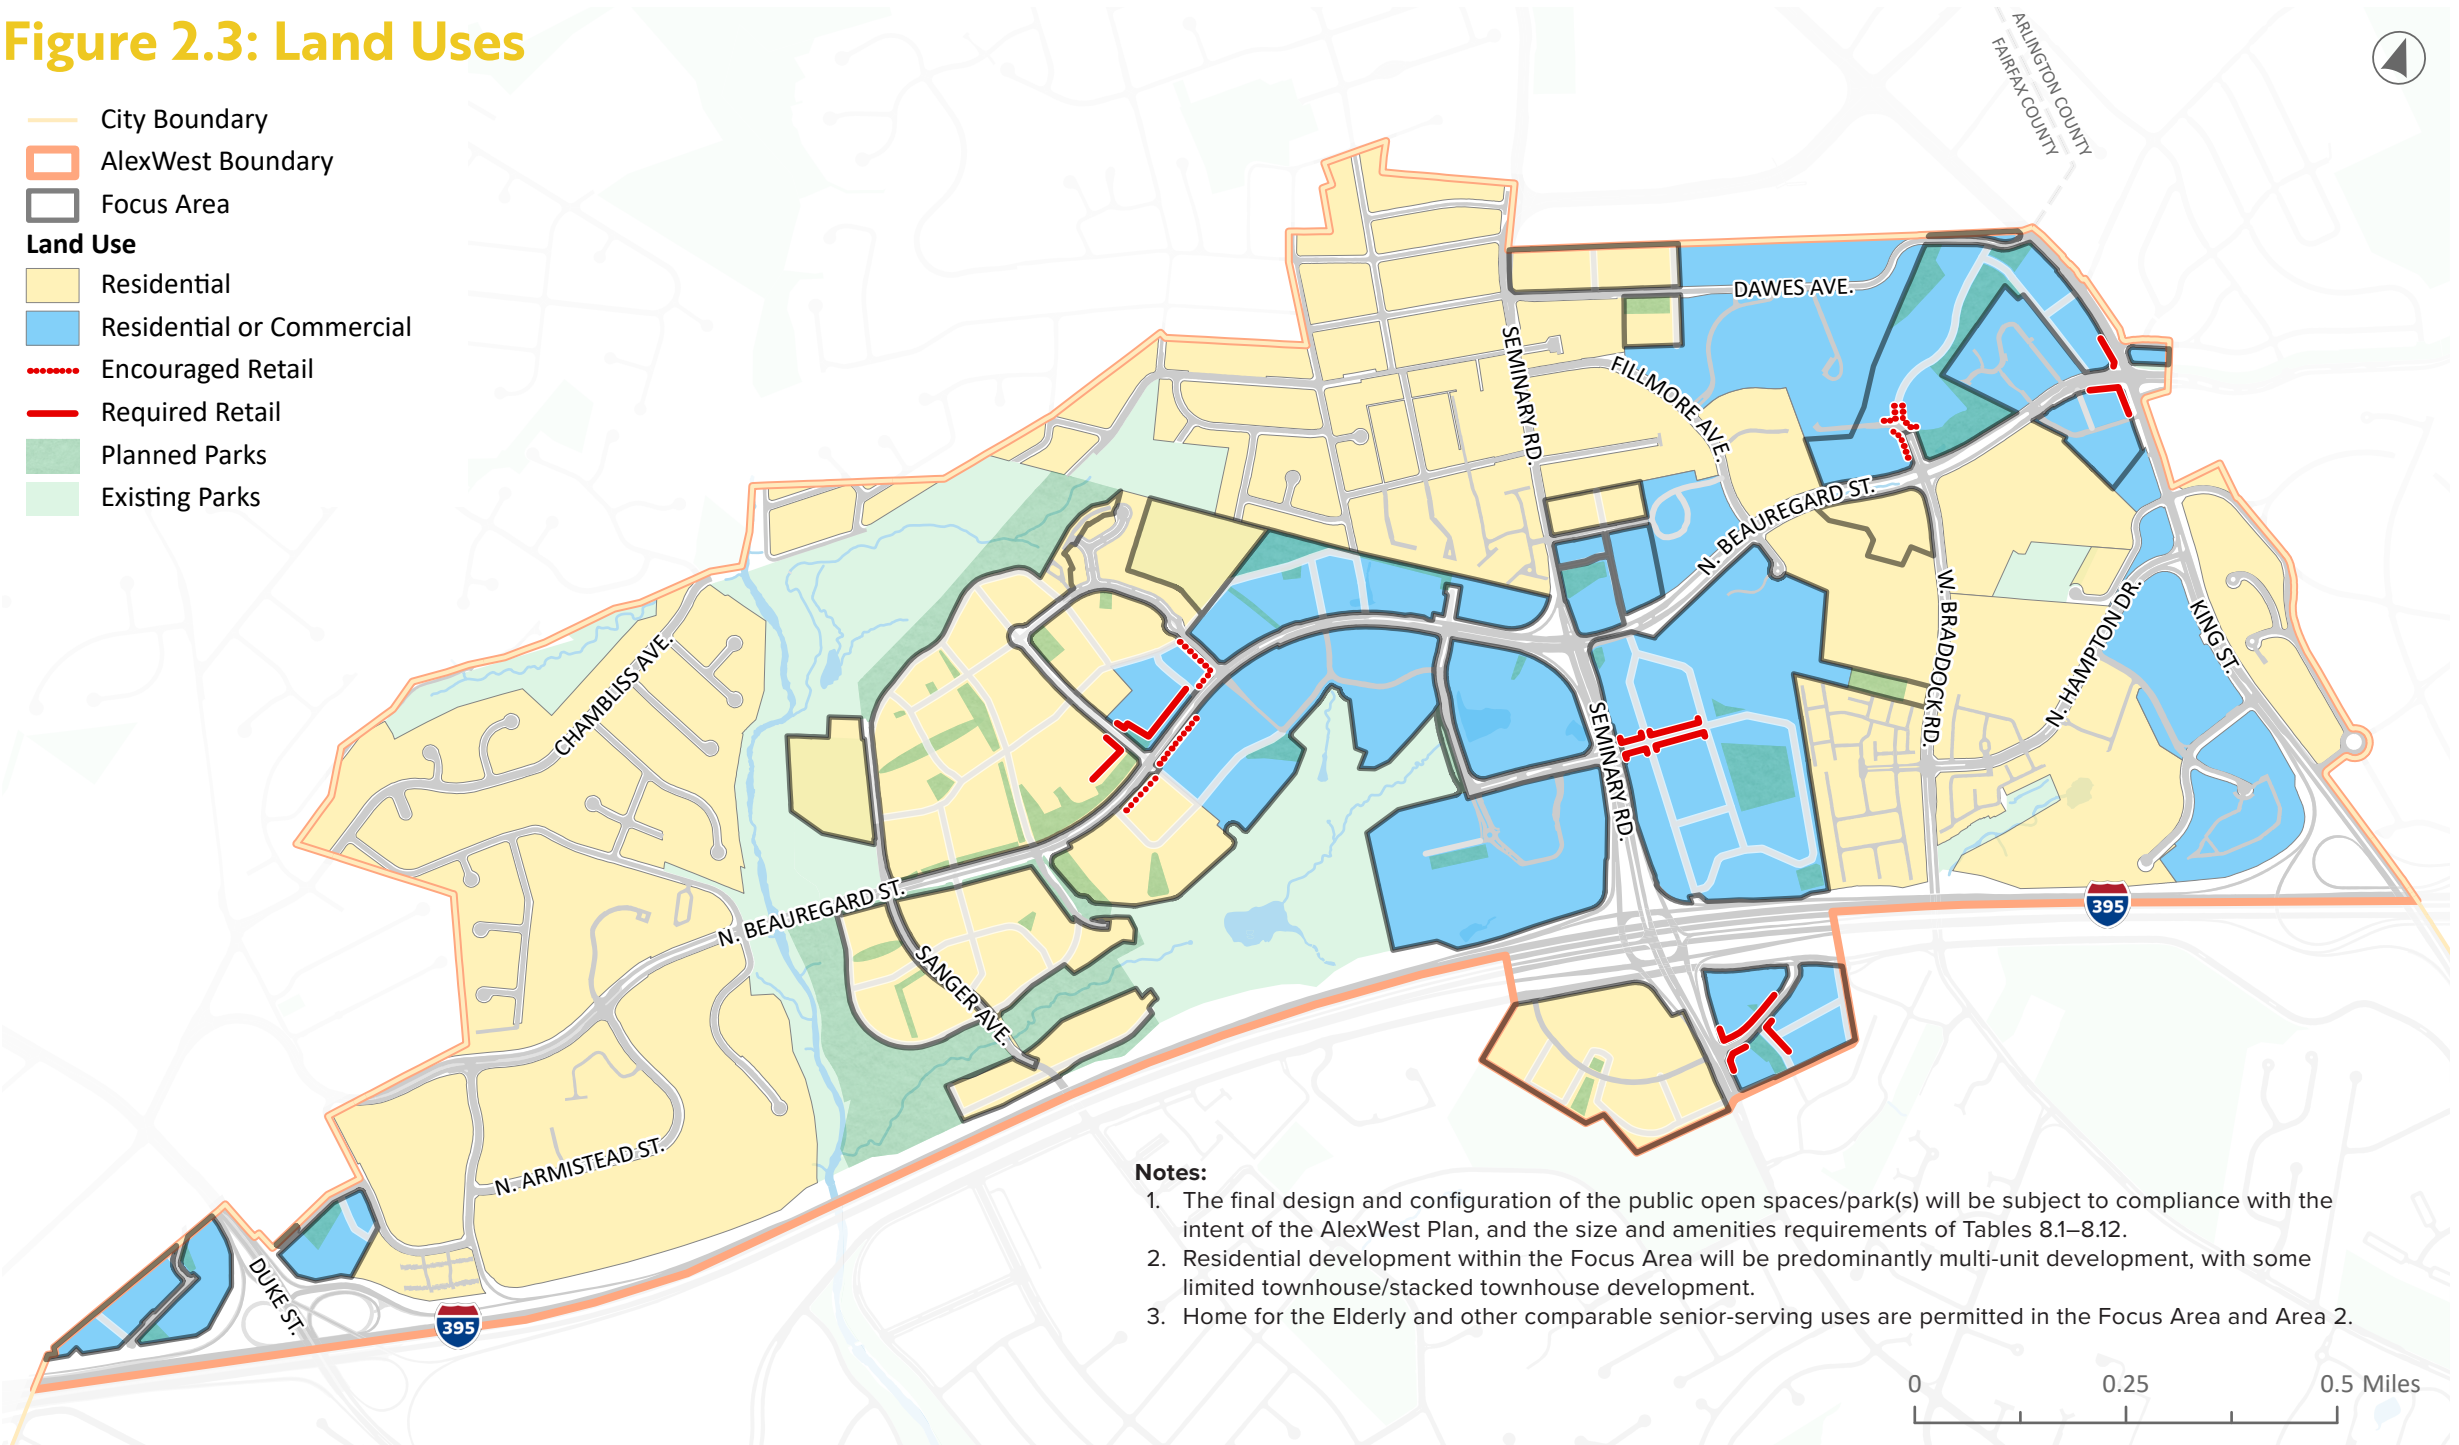 Figure 2.3: Land Uses
City Boundary
AlexWest Boundary
Focus Area
Land Use
Residential
Residential or Commercial
Encouraged Retail
Required Retail
Planned Parks
Existing Parks
ARLINGTON COUNTY
FAIRFAX COUNTY
DAWES AVE.
SEMINARY RD.
FILLMORE AVE.
N. BEAUREGARD ST.
W. BRADDOCK RD.
N. HAMPTON DR.
KING ST.
CHAMBLISS AVE.
SEMINARY RD.
N. BEAUREGARD ST.
SANGER AVE.
395
N. ARMISTEAD ST.
DUKE ST.
395
Notes:
1. The final design and configuration of the public open spaces/park(s) will be subject to compliance with the
intent of the AlexWest Plan, and the size and amenities requirements of Tables 8.1–8.12.
2. Residential development within the Focus Area will be predominantly multi-unit development, with some
limited townhouse/stacked townhouse development.
3. Home for the Elderly and other comparable senior-serving uses are permitted in the Focus Area and Area 2.
0 0.25 0.5 Miles